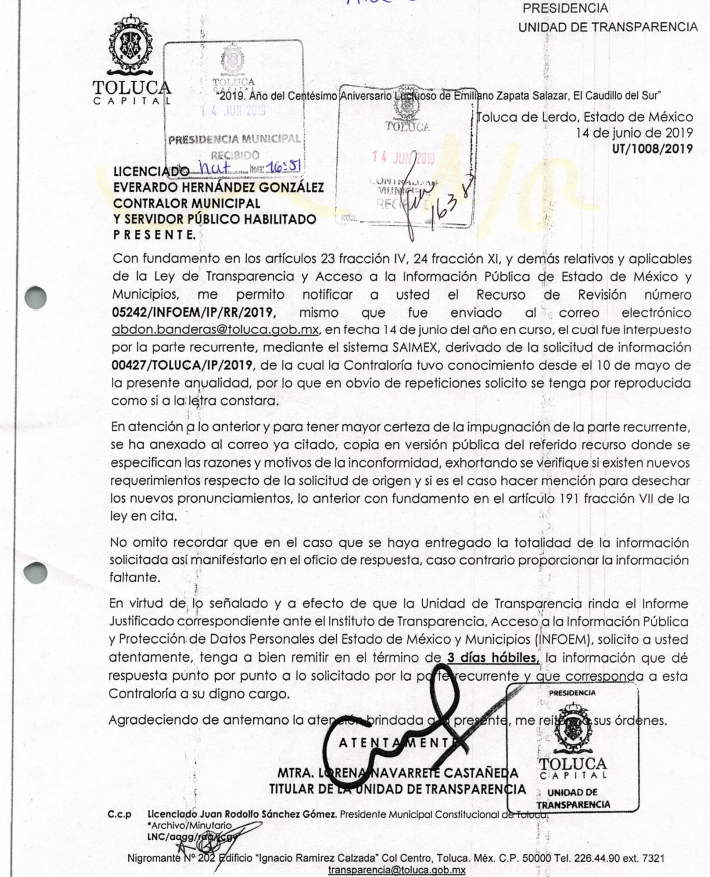 PRESIDENCIA
UNIDAD DE TRANSPARENCIA
TOLUCA
CAPITAL
TOLUCA
14 JUN 2019
PRESIDENCIA MUNICIPAL
RECIBIDO
hora: 16:51
TOLUCA
14 JUN 2019
"2019. Año del Centésimo Aniversario Luctuoso de Emiliano Zapata Salazar, El Caudillo del Sur"
Toluca de Lerdo, Estado de México
14 de junio de 2019
UT/1008/2019
LICENCIADO
EVERARDO HERNÁNDEZ GONZÁLEZ
CONTRALOR MUNICIPAL
Y SERVIDOR PÚBLICO HABILITADO
P R E S E N T E.
Con fundamento en los artículos 23 fracción IV, 24 fracción XI, y demás relativos y aplicables
de la Ley de Transparencia y Acceso a la Información Pública de Estado de México y
Municipios, me permito notificar a usted el Recurso de Revisión número
05242/INFOEM/IP/RR/2019, mismo que fue enviado al correo electrónico
abdon.banderas@toluca.gob.mx, en fecha 14 de junio del año en curso, el cual fue interpuesto
por la parte recurrente, mediante el sistema SAIMEX, derivado de la solicitud de información
00427/TOLUCA/IP/2019, de la cual la Contraloría tuvo conocimiento desde el 10 de mayo de
la presente anualidad, por lo que en obvio de repeticiones solicito se tenga por reproducida
como si a la letra constara.
En atención a lo anterior y para tener mayor certeza de la impugnación de la parte recurrente,
se ha anexado al correo ya citado, copia en versión pública del referido recurso donde se
especifican las razones y motivos de la inconformidad, exhortando se verifique si existen nuevos
requerimientos respecto de la solicitud de origen y si es el caso hacer mención para desechar
los nuevos pronunciamientos, lo anterior con fundamento en el artículo 191 fracción VII de la
ley en cita.
No omito recordar que en el caso que se haya entregado la totalidad de la información
solicitada así manifestarlo en el oficio de respuesta, caso contrario proporcionar la información
faltante.
En virtud de lo señalado y a efecto de que la Unidad de Transparencia rinda el Informe
Justificado correspondiente ante el Instituto de Transparencia, Acceso a la Información Pública
y Protección de Datos Personales del Estado de México y Municipios (INFOEM), solicito a usted
atentamente, tenga a bien remitir en el término de 3 días hábiles, la información que dé
respuesta punto por punto a lo solicitado por la parte recurrente y que corresponda a esta
Contraloría a su digno cargo.
Agradeciendo de antemano la atención brindada a la presente, me reitero a sus órdenes.
A T E N T A M E N T E
MTRA. LORENA NAVARRETE CASTAÑEDA
TITULAR DE LA UNIDAD DE TRANSPARENCIA
PRESIDENCIA
TOLUCA
CAPITAL
UNIDAD DE
TRANSPARENCIA
C.c.p Licenciado Juan Rodolfo Sánchez Gómez. Presidente Municipal Constitucional de Toluca.
*Archivo/Minutario
Nigromante Nº 202 Edificio "Ignacio Ramírez Calzada" Col Centro, Toluca. Méx. C.P. 50000 Tel. 226.44.90 ext. 7321
transparencia@toluca.gob.mx